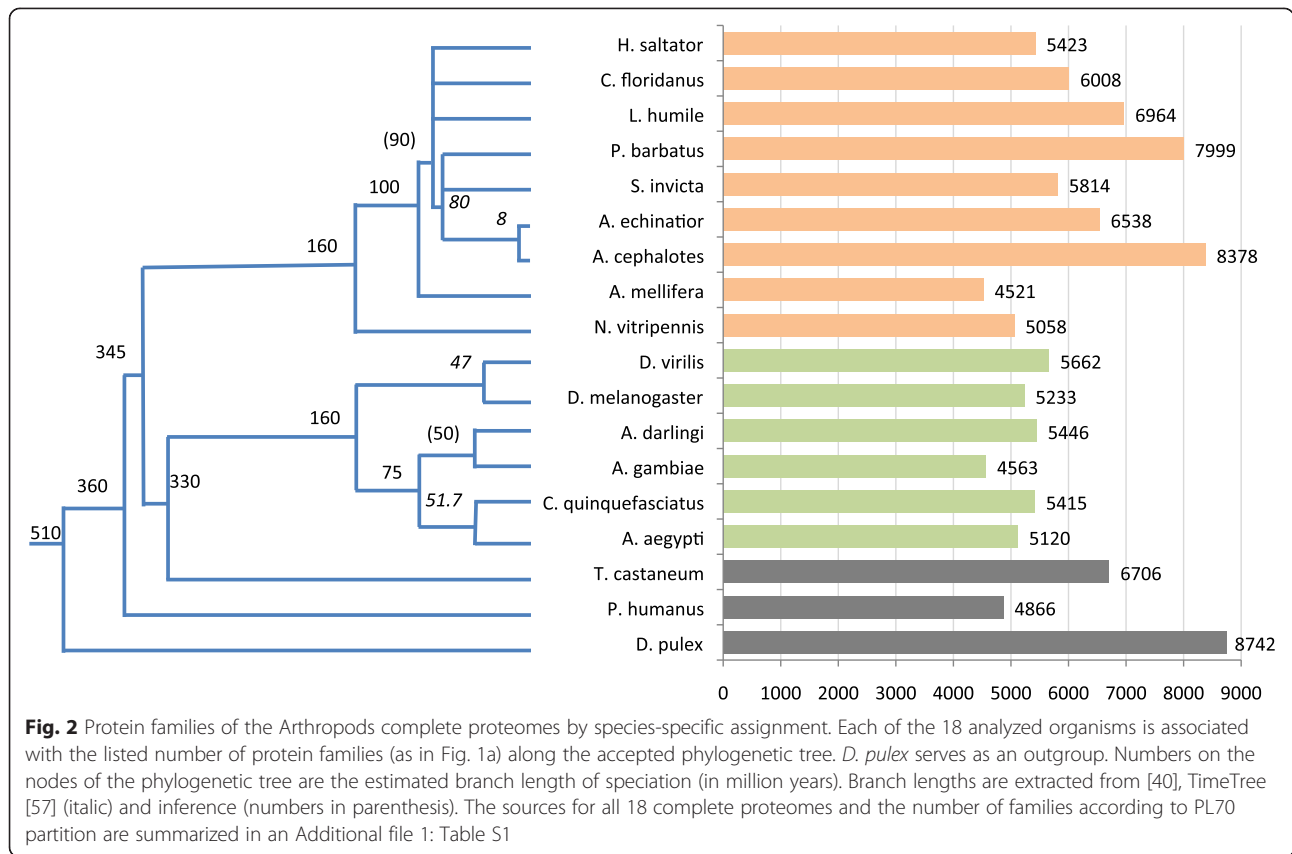 H. saltator 5423
C. floridanus 6008
L. humile 6964
(90)
P. barbatus 7999
100
S. invicta 5814
80
8
A. echinatior 6538
160
A. cephalotes 8378
A. mellifera 4521
N. vitripennis 5058
345
47
D. virilis 5662
D. melanogaster 5233
160
(50)
A. darlingi 5446
75
A. gambiae 4563
360
330
51.7
C. quinquefasciatus 5415
510
A. aegypti 5120
T. castaneum 6706
P. humanus 4866
D. pulex 8742
0 1000 2000 3000 4000 5000 6000 7000 8000 9000
Fig. 2 Protein families of the Arthropods complete proteomes by species-specific assignment. Each of the 18 analyzed organisms is associated
with the listed number of protein families (as in Fig. 1a) along the accepted phylogenetic tree. D. pulex serves as an outgroup. Numbers on the
nodes of the phylogenetic tree are the estimated branch length of speciation (in million years). Branch lengths are extracted from [40], TimeTree
[57] (italic) and inference (numbers in parenthesis). The sources for all 18 complete proteomes and the number of families according to PL70
partition are summarized in an Additional file 1: Table S1